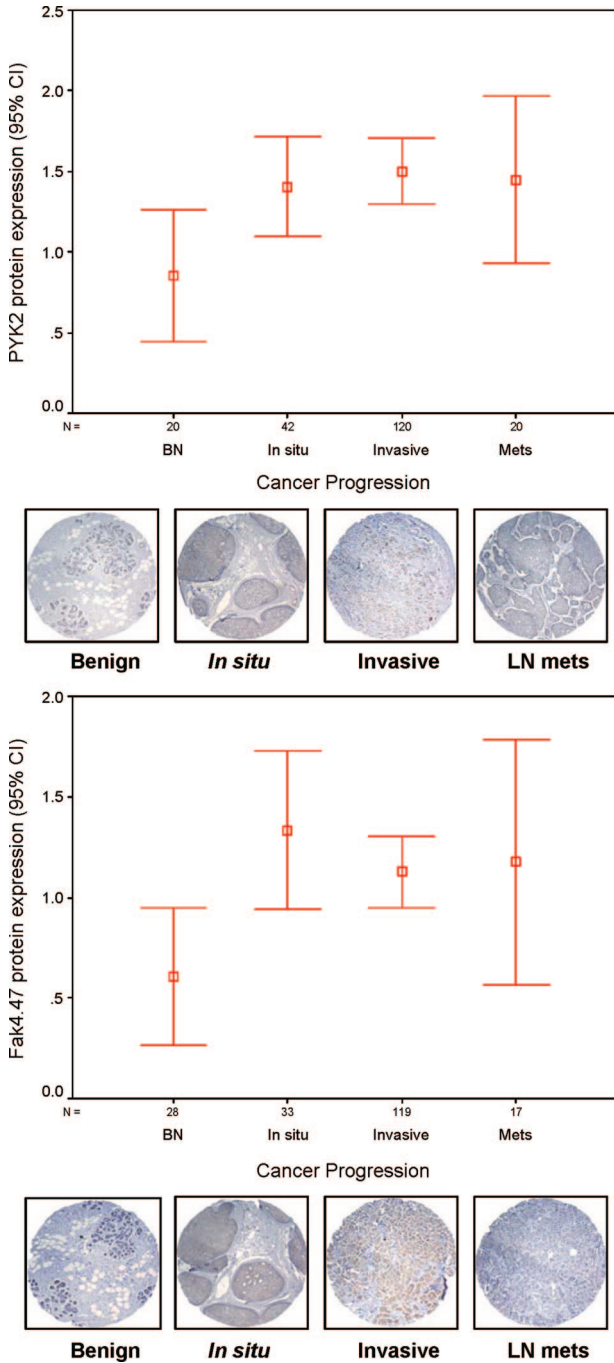 PYK2 protein expression (95% CI)
2.5
2.0
1.5
1.0
.5
0.0
N = 20 42 120 20
BN In situ Invasive Mets
Cancer Progression
Benign In situ Invasive LN mets
Fak4.47 protein expression (95% CI)
2.0
1.5
1.0
.5
0.0
N = 28 33 119 17
BN In situ Invasive Mets
Cancer Progression
Benign In situ Invasive LN mets